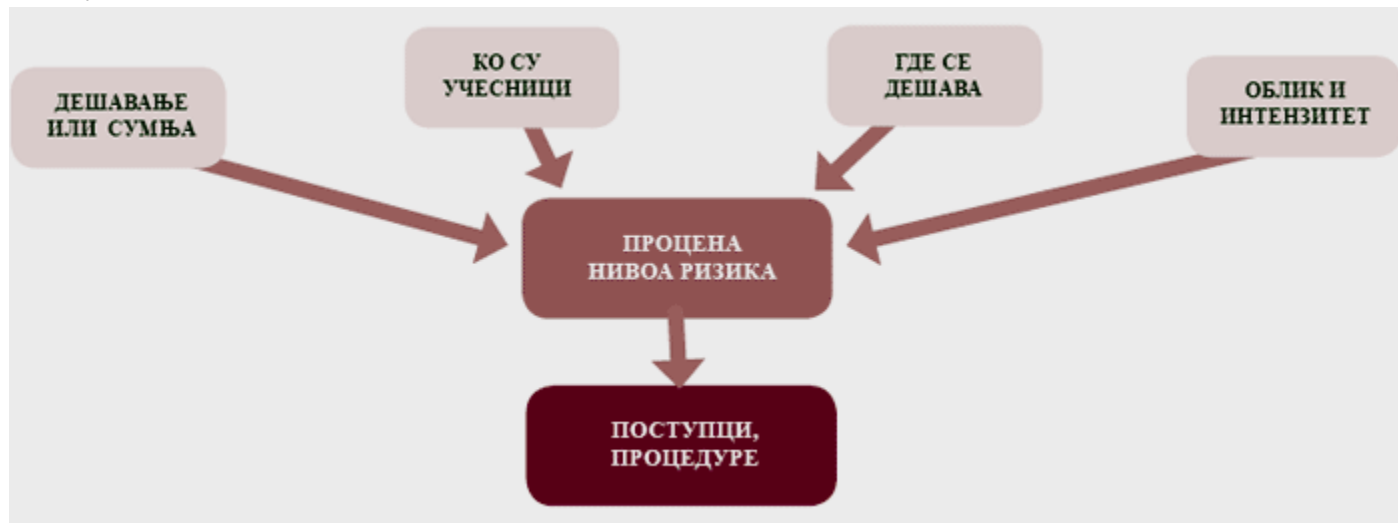 ДЕШАВАЊЕ
ИЛИ СУМЊА
КО СУ
УЧЕСНИЦИ
ГДЕ СЕ
ДЕШАВА
ОБЛИК И
ИНТЕНЗИТЕТ
ПРОЦЕНА
НИВОА РИЗИКА
ПОСТУПЦИ,
ПРОЦЕДУРЕ